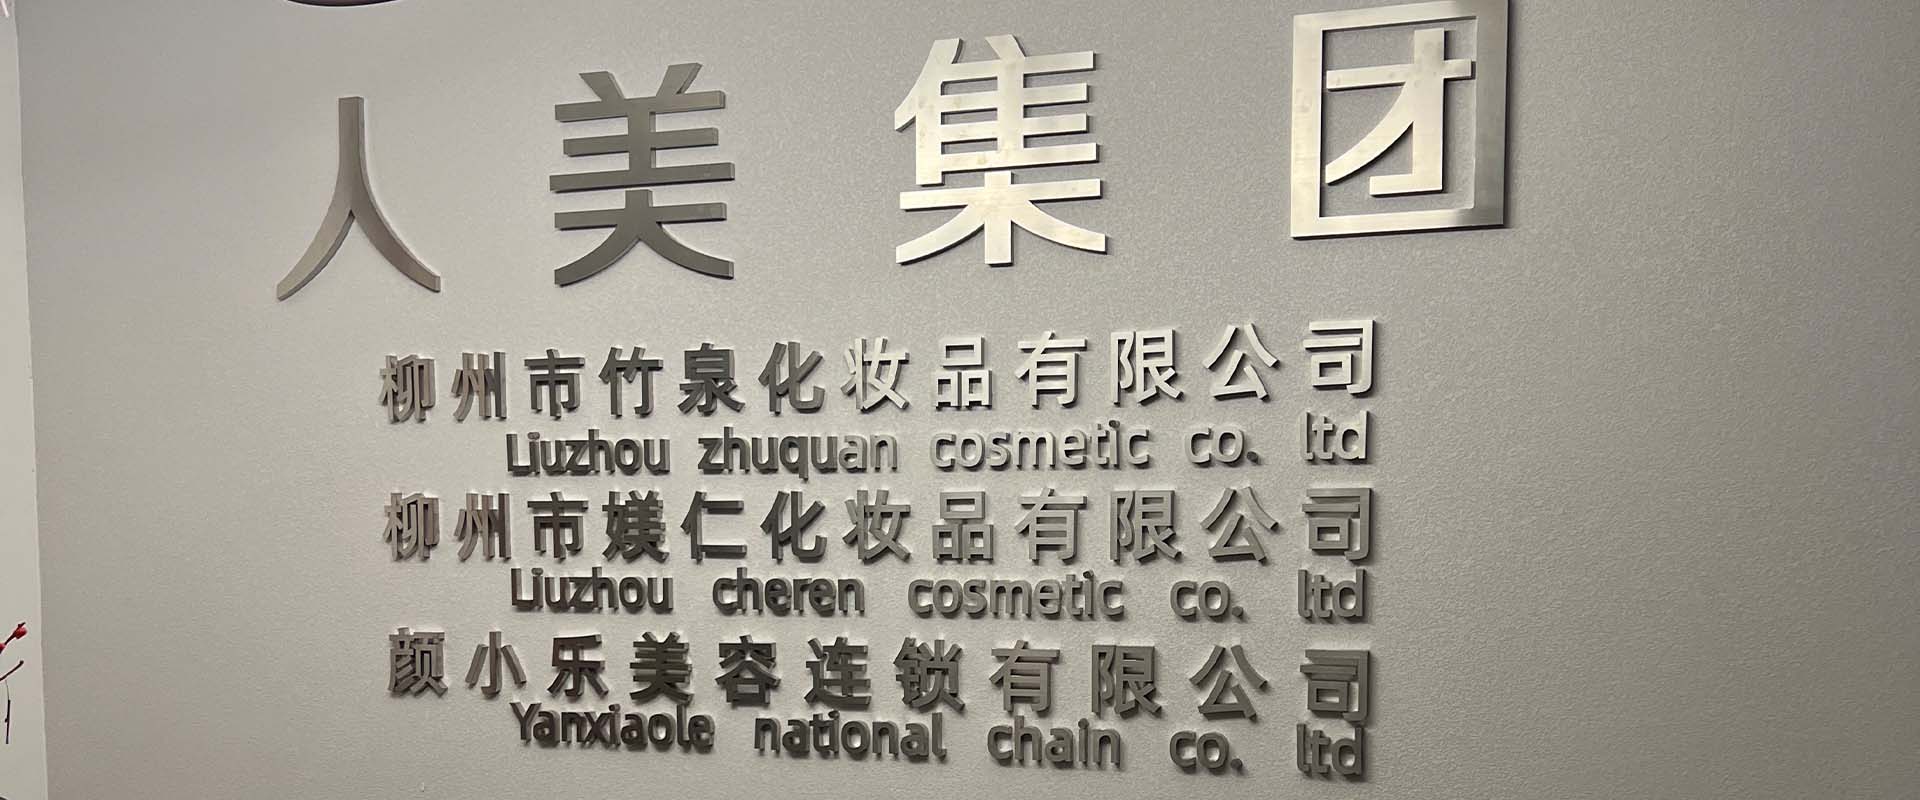 人美集团
柳州市竹泉化妆品有限公司
Liuzhou zhuquan cosmetic co. ltd
柳州市媄仁化妆品有限公司
Liuzhou cheren cosmetic co. ltd
颜小乐美容连锁有限公司
Yanxiaole national chain co. ltd